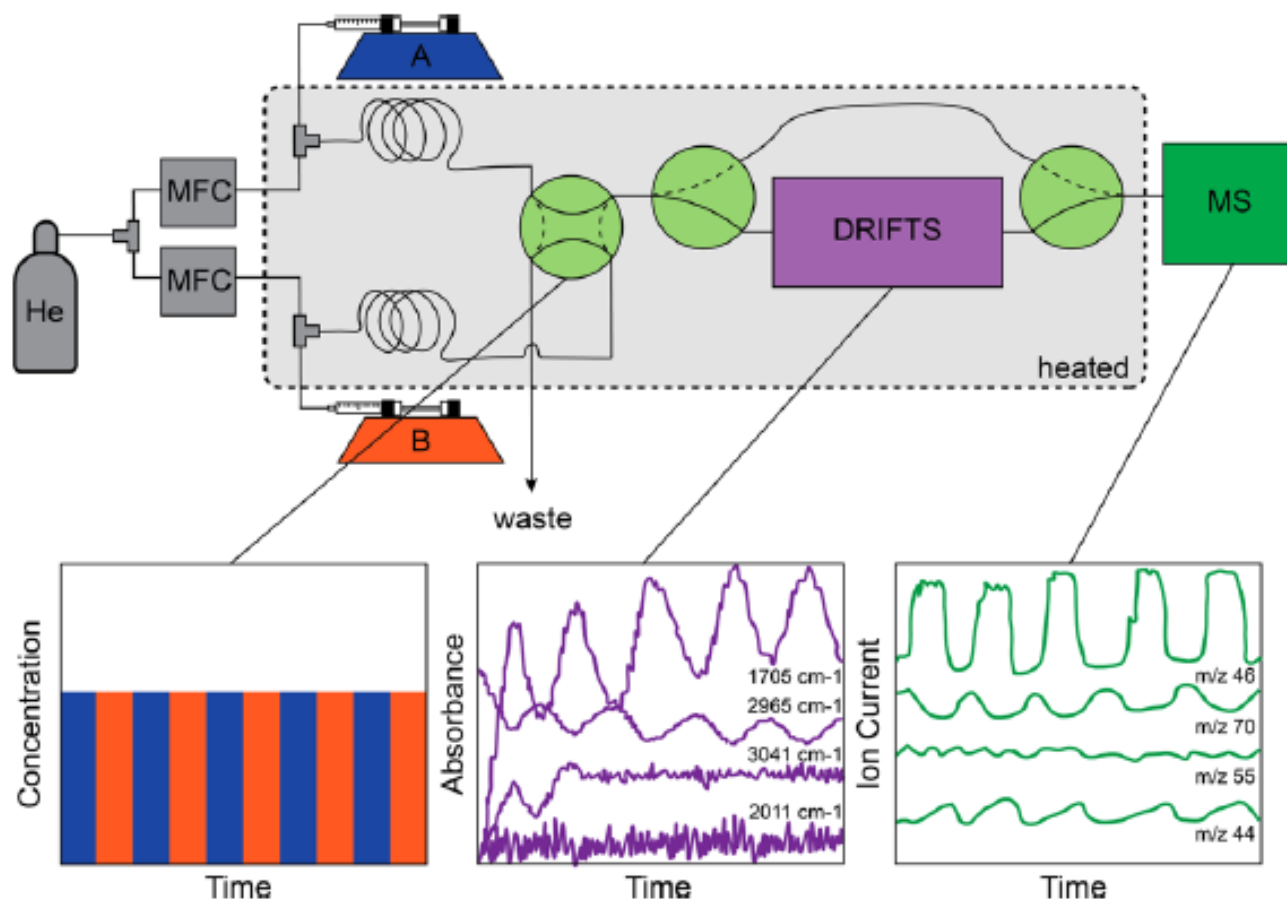 A
MFC
MFC
He
DRIFTS
MS
heated
B
waste
Concentration
Time
Absorbance
1705 cm-1
2965 cm-1
3041 cm-1
2011 cm-1
Time
Ion Current
m/z 46
m/z 70
m/z 55
m/z 44
Time